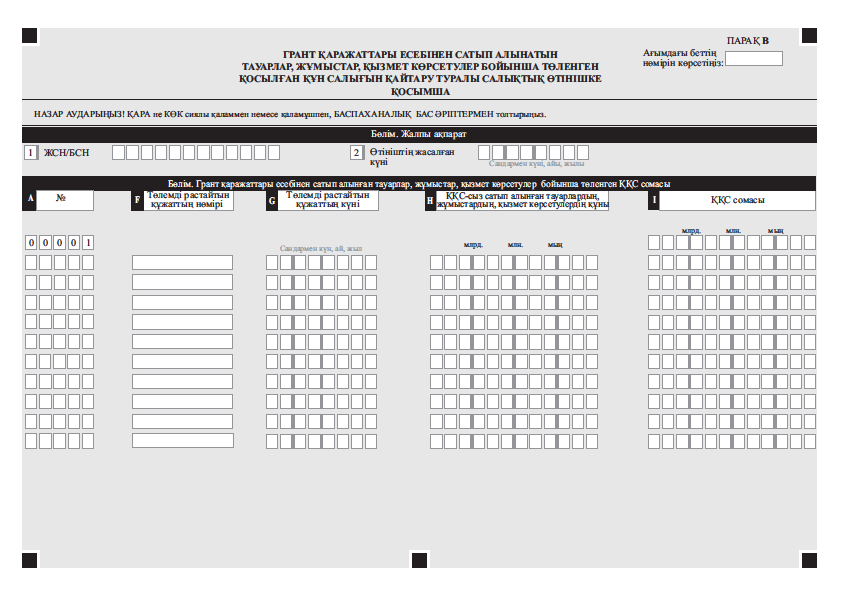 ПАРАҚ В
ГРАНТ ҚАРАЖАТТАРЫ ЕСЕБІНЕН САТЫП АЛЫНАТЫН
ТАУАРЛАР, ЖҰМЫСТАР, ҚЫЗМЕТ КӨРСЕТУЛЕР БОЙЫНША ТӨЛЕНГЕН
ҚОСЫЛҒАН ҚҰН САЛЫҒЫН ҚАЙТАРУ ТУРАЛЫ САЛЫҚТЫҚ ӨТІНІШКЕ
ҚОСЫМША
Ағымдағы беттің
нөмірін көрсетіңіз:
НАЗАР АУДАРЫҢЫЗ! ҚАРА не КӨК сиялы қаламмен немесе қаламұшпен, БАСПАХАНАЛЫҚ БАС ӘРІПТЕРМЕН толтырыңыз.
Бөлім. Жалпы ақпарат
1 ЖСН/БСН
2 Өтініштің жасалған
күні
Сандармен күні, айы, жылы
Бөлім. Грант қаражаттары есебінен сатып алынған тауарлар, жұмыстар, қызмет көрсетулер бойынша төленген ҚҚС сомасы
A №
F Төлемді растайтын
құжаттың нөмірі
G Төлемді растайтын
құжаттың күні
H ҚҚС-сыз сатып алынған тауарлардың,
жұмыстардың, қызмет көрсетулердің құны
I ҚҚС сомасы
млрд. млн. мың
0 0 0 0 1
Сандармен күн, ай, жыл
млрд. млн. мың